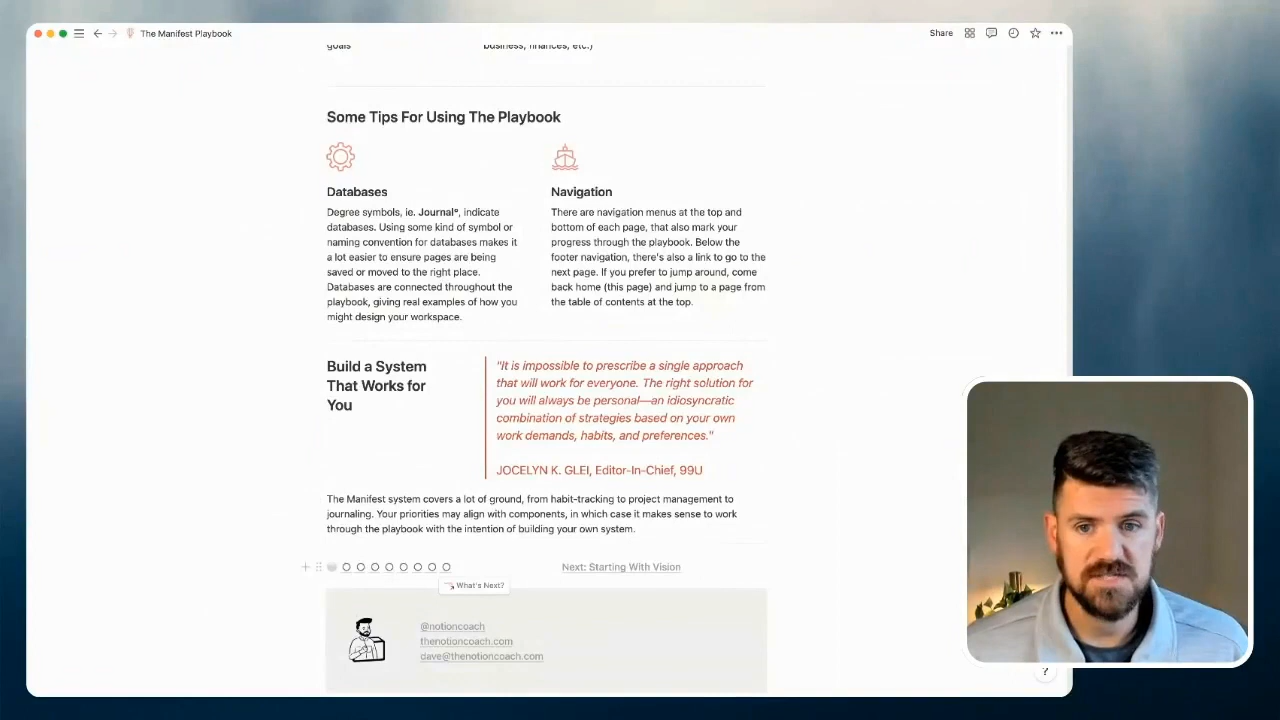 The Manifest Playbook
Share
goals
business, finances, etc.)
Some Tips For Using The Playbook
Databases
Degree symbols, ie. Journal°, indicate
databases. Using some kind of symbol or
naming convention for databases makes it
a lot easier to ensure pages are being
saved or moved to the right place.
Databases are connected throughout the
playbook, giving real examples of how you
might design your workspace.
Navigation
There are navigation menus at the top and
bottom of each page, that also mark your
progress through the playbook. Below the
footer navigation, there's also a link to go to the
next page. If you prefer to jump around, come
back home (this page) and jump to a page from
the table of contents at the top.
Build a System
That Works for
You
"It is impossible to prescribe a single approach
that will work for everyone. The right solution for
you will always be personal—an idiosyncratic
combination of strategies based on your own
work demands, habits, and preferences."
JOCELYN K. GLEI, Editor-In-Chief, 99U
The Manifest system covers a lot of ground, from habit-tracking to project management to
journaling. Your priorities may align with components, in which case it makes sense to work
through the playbook with the intention of building your own system.
Next: Starting With Vision
What's Next?
@notioncoach
thenotioncoach.com
dave@thenotioncoach.com
?